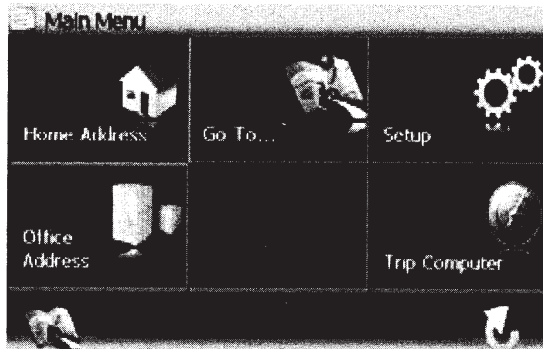 Main Menu
Home Address
Go To...
Setup
Office
Address
Trip Computer